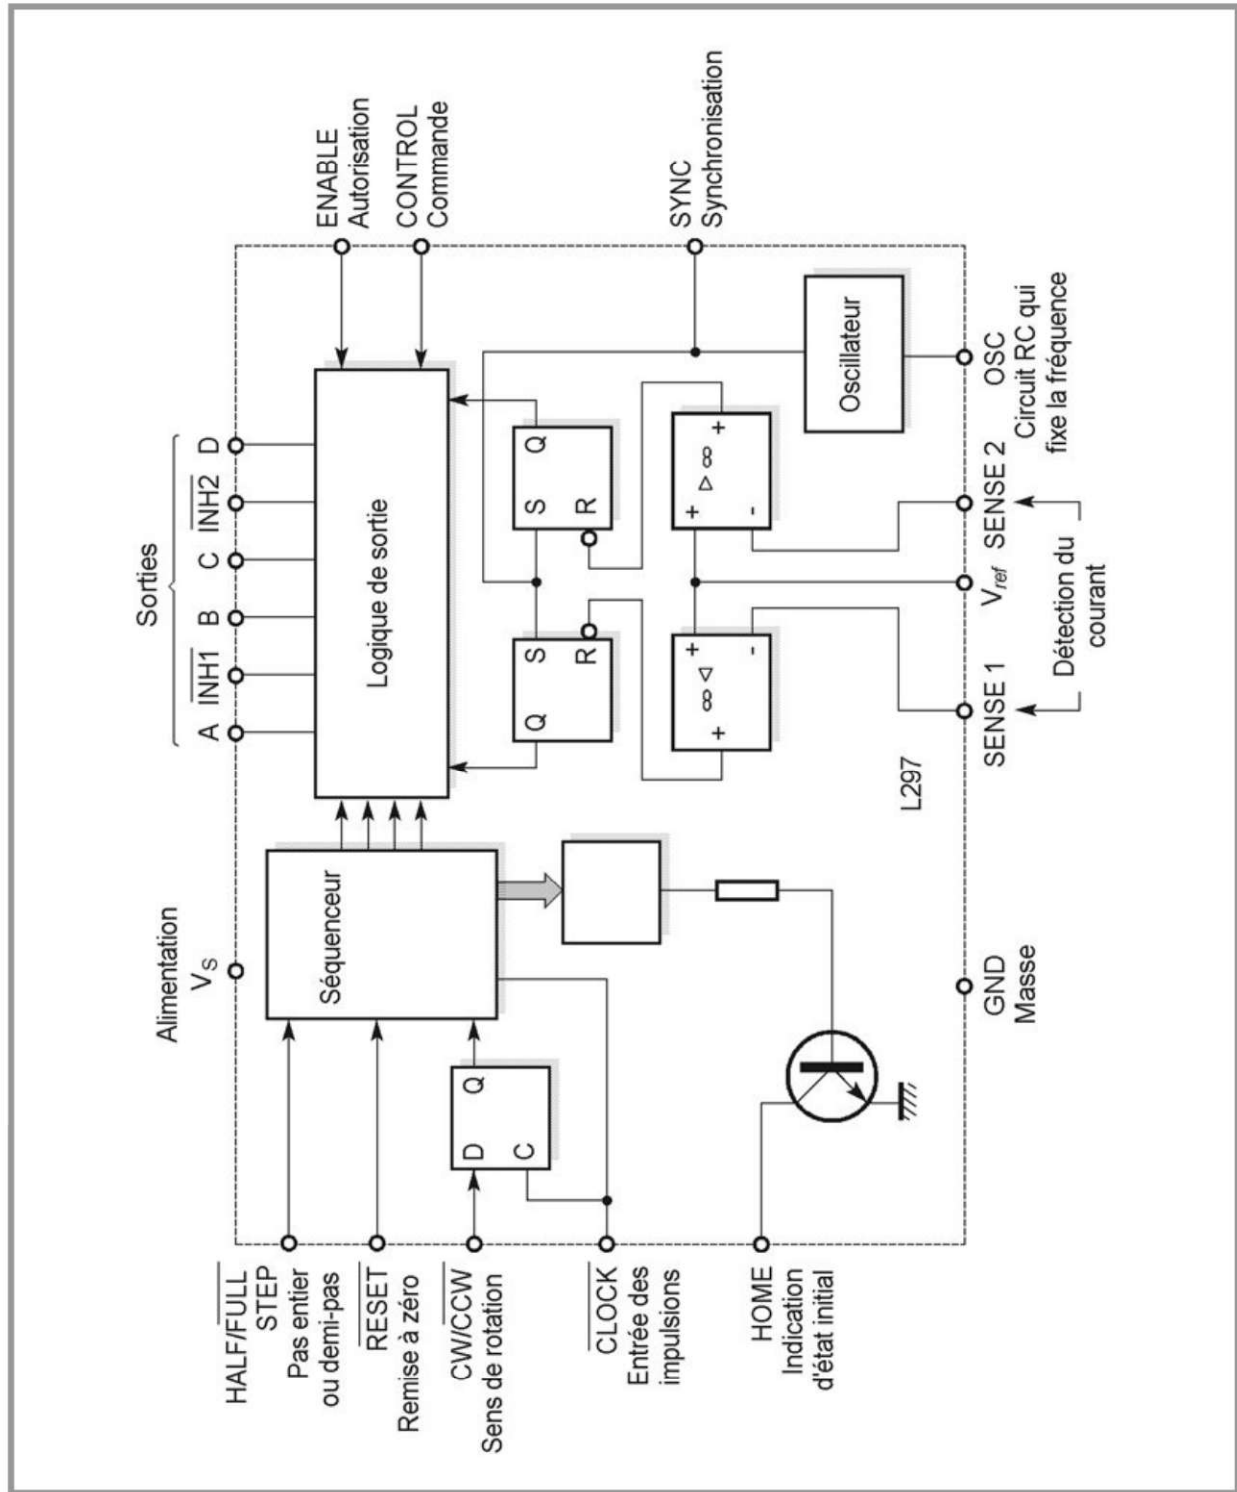 Alimentation
V_S
Sorties
A
INH1
B
C
INH2
D
HALF/FULL
STEP
Pas entier
ou demi-pas
RESET
Remise à zéro
CW/CCW
Sens de rotation
CLOCK
Entrée des
impulsions
HOME
Indication
d'état initial
Séquenceur
D
Q
C
Logique de sortie
Q
S
R
S
Q
R
+
∞
▷
+
-
+
▷
∞
+
-
Oscillateur
ENABLE
Autorisation
CONTROL
Commande
SYNC
Synchronisation
L297
GND
Masse
SENSE 1
V_ref
SENSE 2
Détection du
courant
OSC
Circuit RC qui
fixe la fréquence